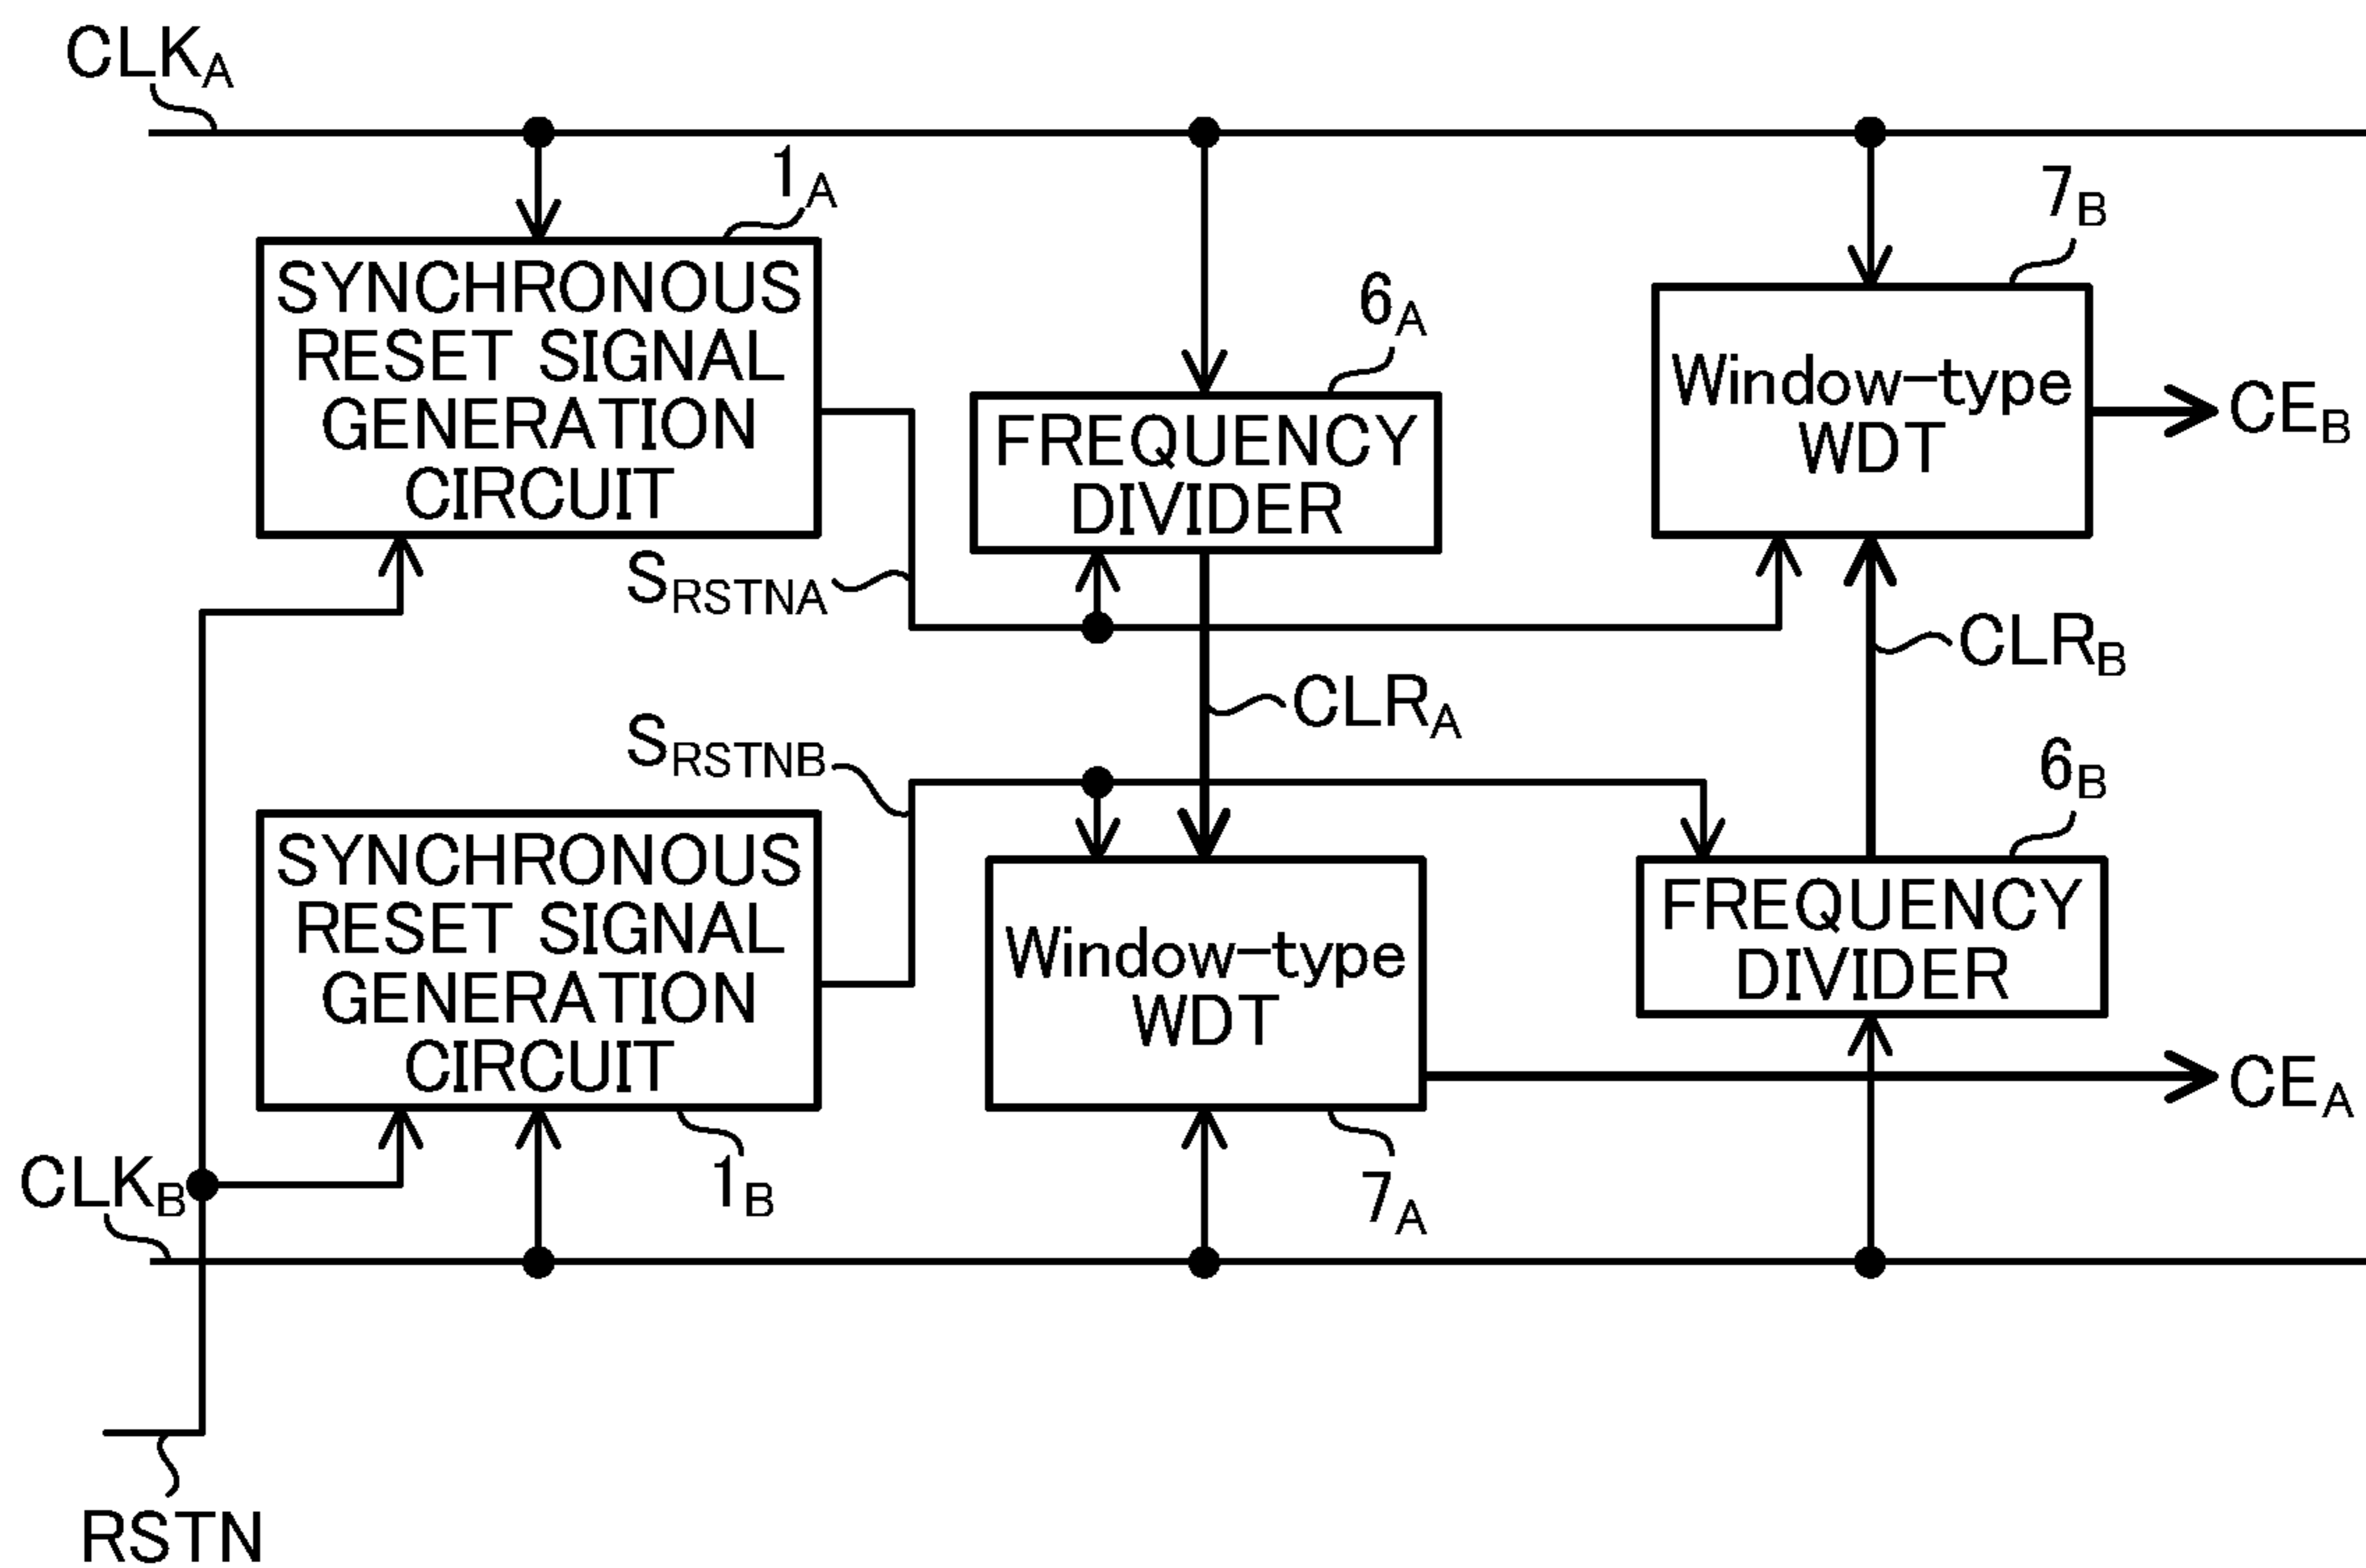 CLKA
1A
7B
SYNCHRONOUS
RESET SIGNAL
GENERATION
CIRCUIT
6A
FREQUENCY
DIVIDER
Window-type
WDT
CEB
SRSTNA
CLRB
CLRA
SRSTNB
6B
SYNCHRONOUS
RESET SIGNAL
GENERATION
CIRCUIT
Window-type
WDT
FREQUENCY
DIVIDER
CEA
CLKB
1B
7A
RSTN